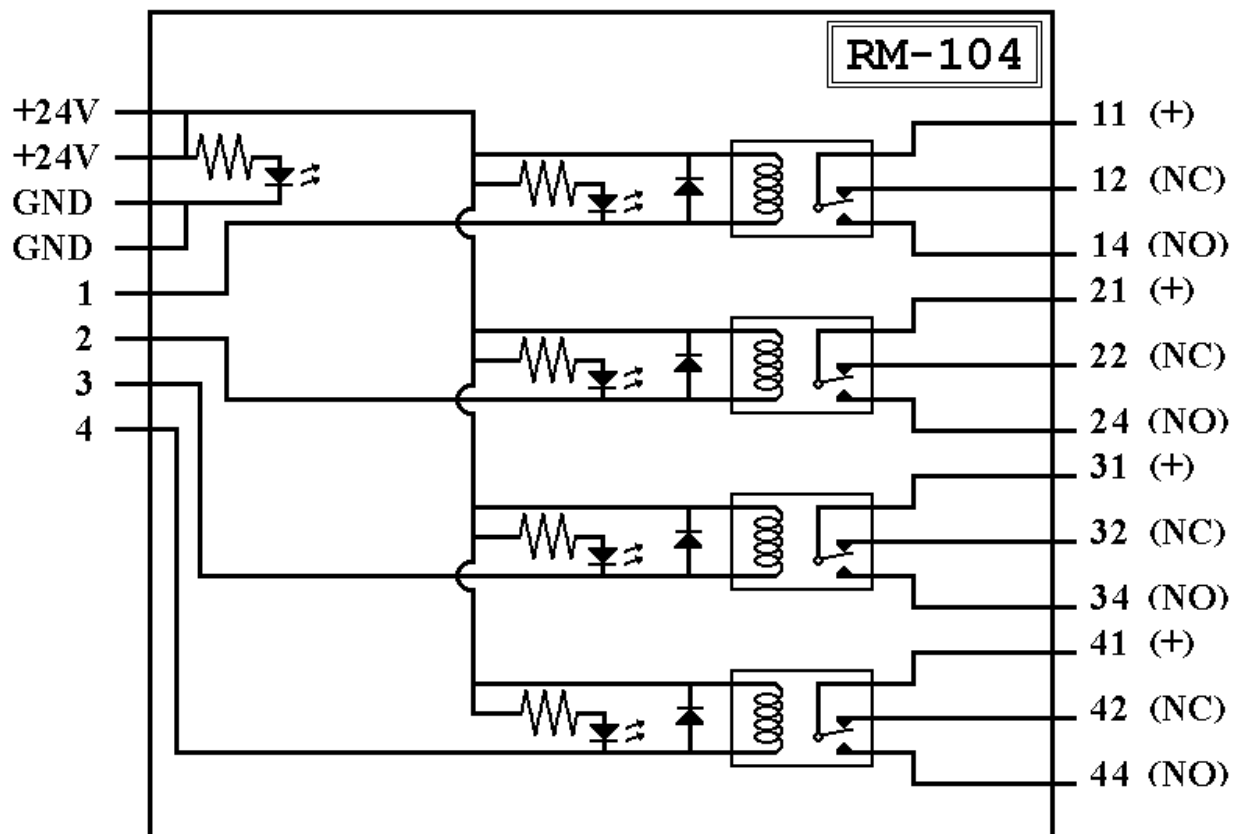 RM-104
+24V
+24V
GND
GND
1
2
3
4
11 (+)
12 (NC)
14 (NO)
21 (+)
22 (NC)
24 (NO)
31 (+)
32 (NC)
34 (NO)
41 (+)
42 (NC)
44 (NO)